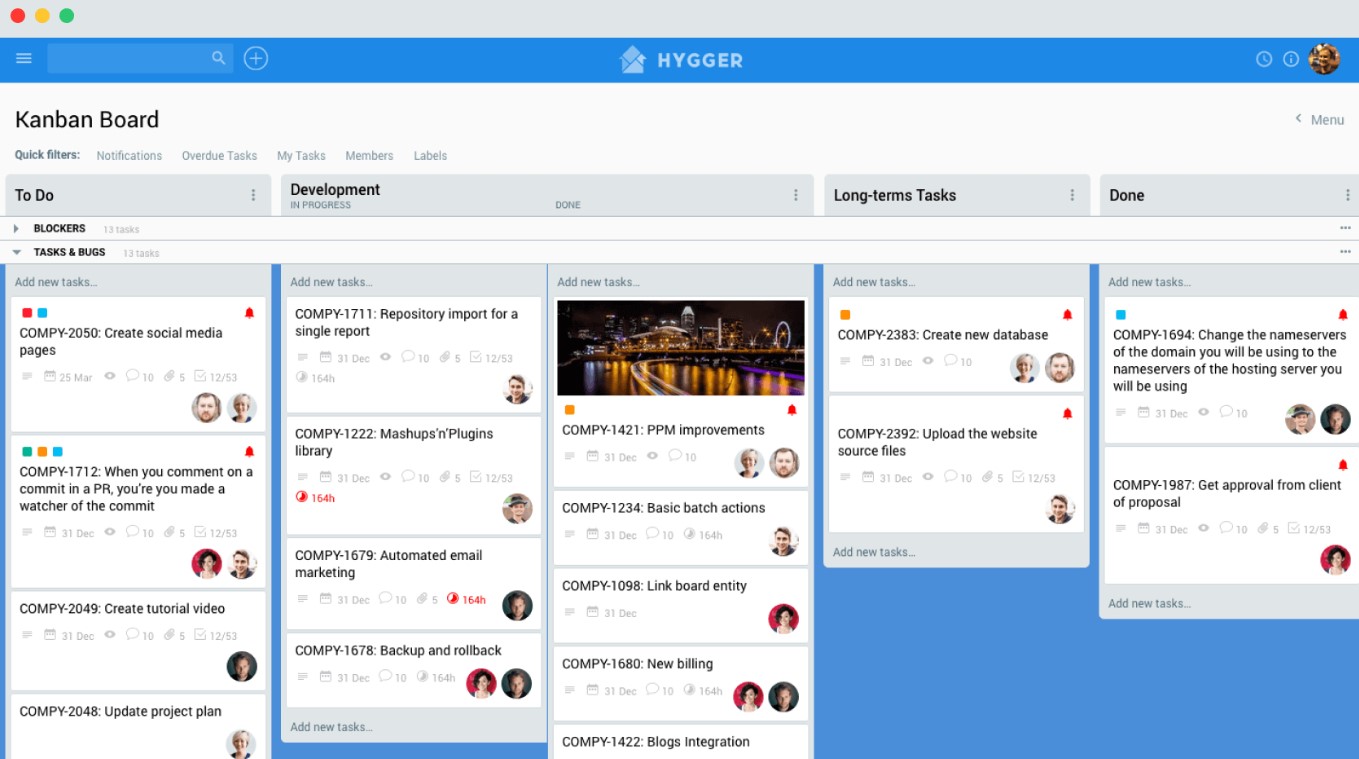 HYGGER
Kanban Board
Menu
Quick filters: Notifications Overdue Tasks My Tasks Members Labels
To Do
Development
IN PROGRESS
DONE
Long-terms Tasks
Done
BLOCKERS 13 tasks
TASKS & BUGS 13 tasks
Add new tasks...
COMPY-2050: Create social media
pages
25 Mar 10 5 12/53
COMPY-1712: When you comment on a
commit in a PR, you're you made a
watcher of the commit
31 Dec 10 5 12/53
COMPY-2049: Create tutorial video
31 Dec 10 5 12/53
COMPY-2048: Update project plan
Add new tasks...
COMPY-1711: Repository import for a
single report
31 Dec 10 5 12/53
164h
COMPY-1222: Mashups'n'Plugins
library
31 Dec 10 5 12/53
164h
COMPY-1679: Automated email
marketing
31 Dec 10 5 164h
COMPY-1678: Backup and rollback
31 Dec 10 164h
Add new tasks...
Add new tasks...
COMPY-1421: PPM improvements
31 Dec 10
COMPY-1234: Basic batch actions
31 Dec 10 164h
COMPY-1098: Link board entity
31 Dec
COMPY-1680: New billing
31 Dec 10 164h
COMPY-1422: Blogs Integration
Add new tasks...
COMPY-2383: Create new database
31 Dec 10
COMPY-2392: Upload the website
source files
31 Dec 10 5 12/53
Add new tasks...
Add new tasks...
COMPY-1694: Change the nameservers
of the domain you will be using to the
nameservers of the hosting server you
will be using
31 Dec 10
COMPY-1987: Get approval from client
of proposal
31 Dec 10 5 12/53
Add new tasks...